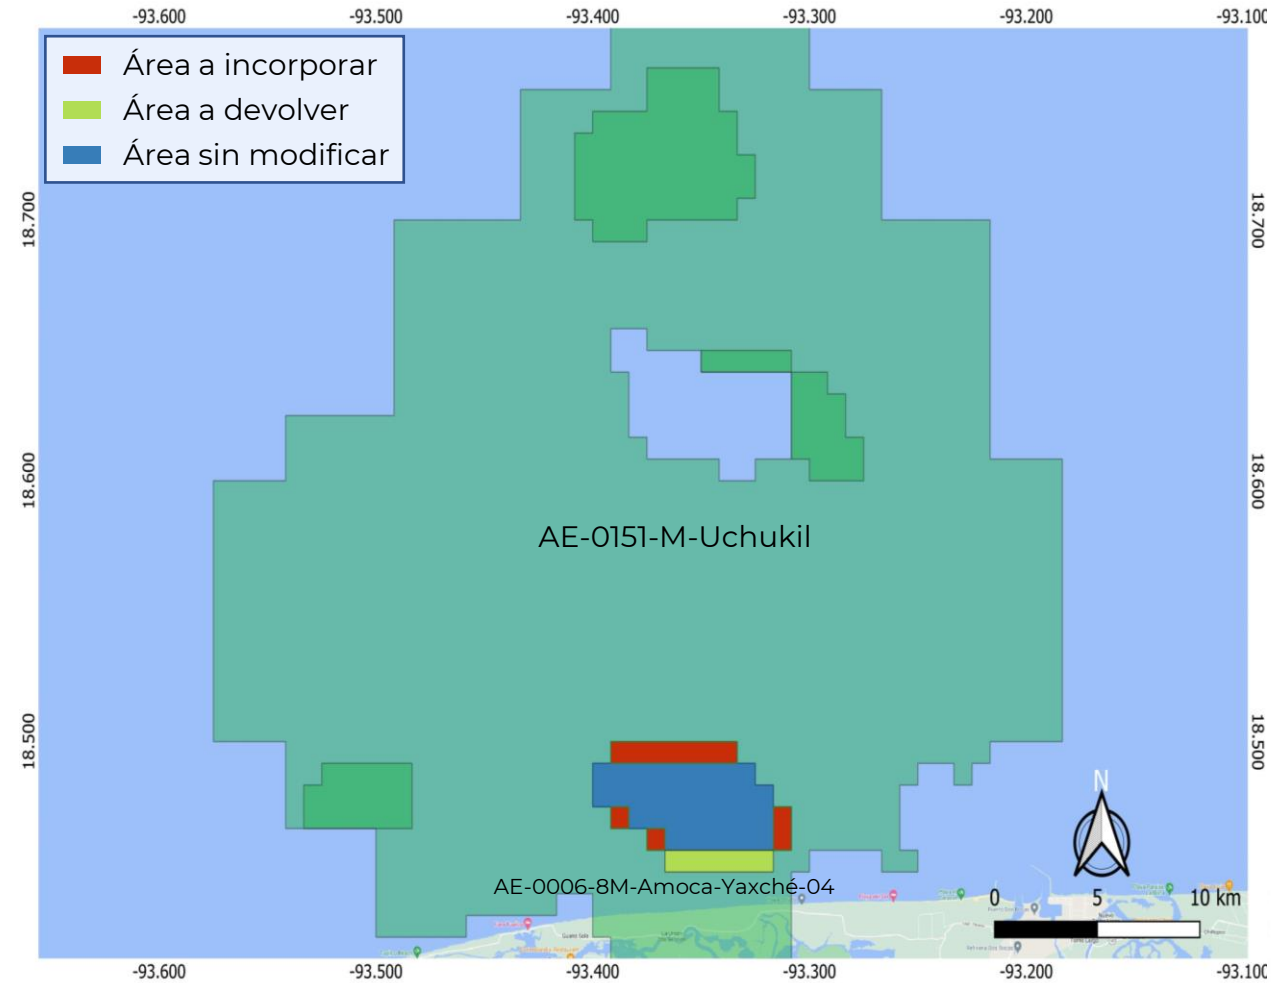 -93.600 -93.500 -93.400 -93.300 -93.200 -93.100
Área a incorporar
Área a devolver
Área sin modificar
18.700 18.700
18.600 18.600
AE-0151-M-Uchukil
18.500 18.500
N
AE-0006-8M-Amoca-Yaxché-04
0 5 10 km
-93.600 -93.500 -93.400 -93.300 -93.200 -93.100